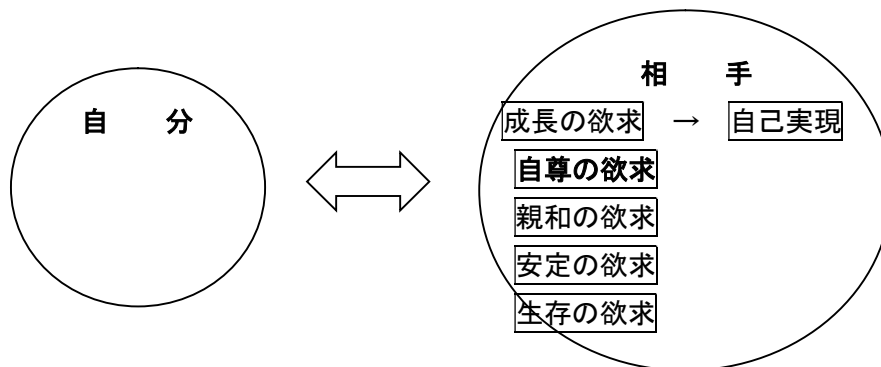 自　分
相　手
成長の欲求　→　自己実現
自尊の欲求
親和の欲求
安定の欲求
生存の欲求